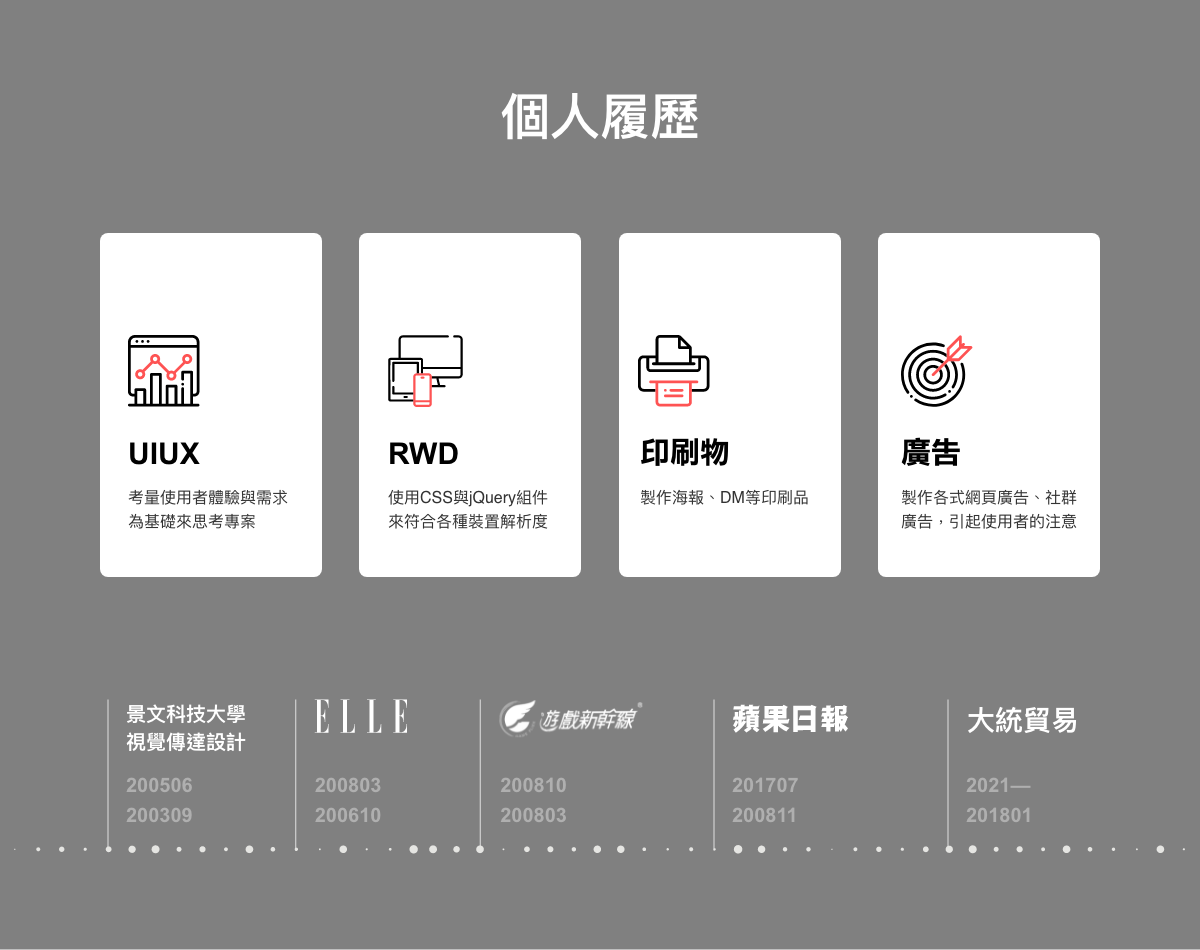 個人履歷
UIUX
考量使用者體驗與需求
為基礎來思考專案
RWD
使用CSS與jQuery組件
來符合各種裝置解析度
印刷物
製作海報、DM等印刷品
廣告
製作各式網頁廣告、社群
廣告，引起使用者的注意
景文科技大學
視覺傳達設計
200506
200309
ELLE
200803
200610
遊戲新幹線®
200810
200803
蘋果日報
201707
200811
大統貿易
2021—
201801